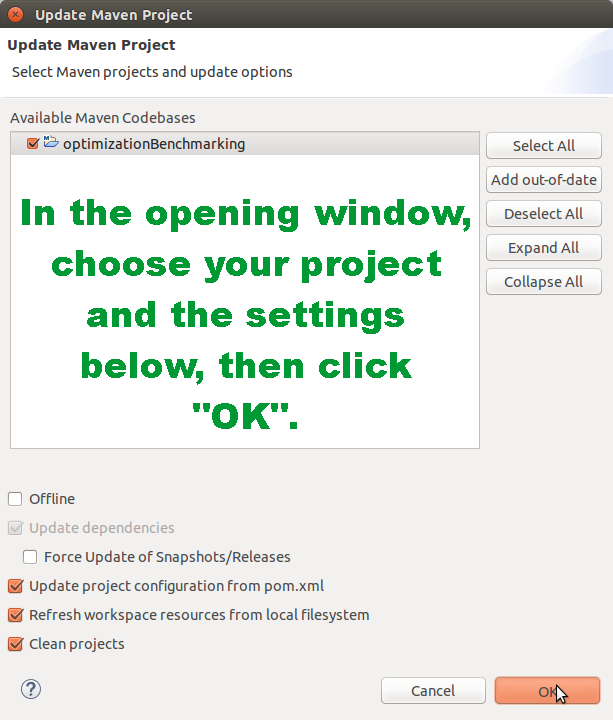 Update Maven Project
Update Maven Project
Select Maven projects and update options
Available Maven Codebases
optimizationBenchmarking
Select All
Add out-of-date
Deselect All
Expand All
Collapse All
In the opening window,
choose your project
and the settings
below, then click
"OK".
Offline
Update dependencies
Force Update of Snapshots/Releases
Update project configuration from pom.xml
Refresh workspace resources from local filesystem
Clean projects
?
Cancel
OK